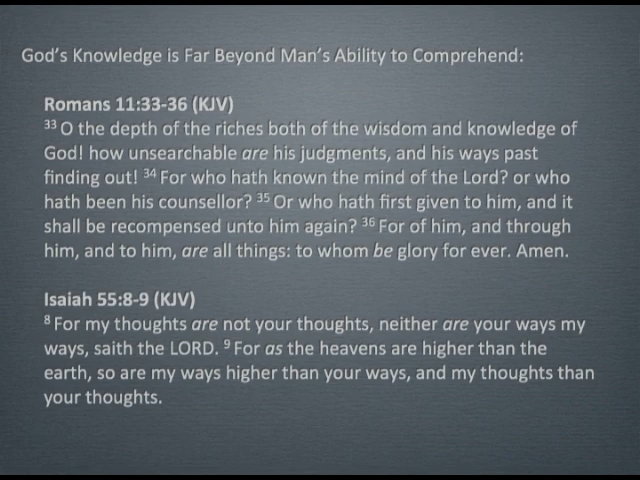 God's Knowledge is Far Beyond Man's Ability to Comprehend:
Romans 11:33-36 (KJV)
33 O the depth of the riches both of the wisdom and knowledge of
God! how unsearchable are his judgments, and his ways past
finding out! 34 For who hath known the mind of the Lord? or who
hath been his counsellor? 35 Or who hath first given to him, and it
shall be recompensed unto him again? 36 For of him, and through
him, and to him, are all things: to whom be glory for ever. Amen.
Isaiah 55:8-9 (KJV)
8 For my thoughts are not your thoughts, neither are your ways my
ways, saith the LORD. 9 For as the heavens are higher than the
earth, so are my ways higher than your ways, and my thoughts than
your thoughts.